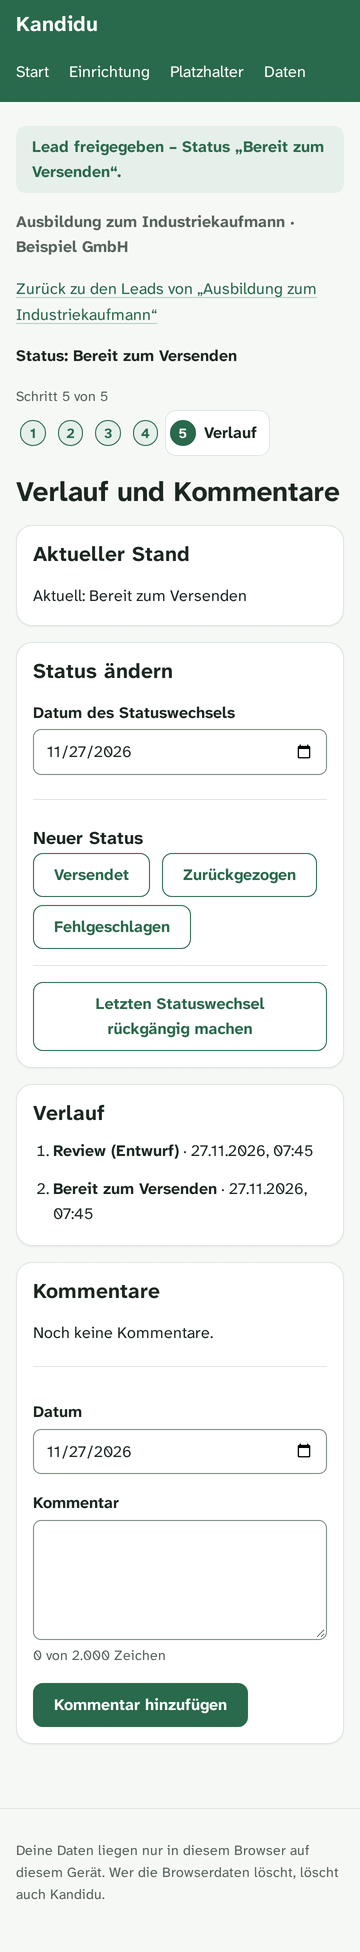 Kandidu
Start Einrichtung Platzhalter Daten
Lead freigegeben – Status „Bereit zum
Versenden“.
Ausbildung zum Industriekaufmann ·
Beispiel GmbH
Zurück zu den Leads von „Ausbildung zum
Industriekaufmann“
Status: Bereit zum Versenden
Schritt 5 von 5
1 2 3 4 5 Verlauf
Verlauf und Kommentare
Aktueller Stand
Aktuell: Bereit zum Versenden
Status ändern
Datum des Statuswechsels
11/27/2026
Neuer Status
Versendet Zurückgezogen
Fehlgeschlagen
Letzten Statuswechsel
rückgängig machen
Verlauf
1. Review (Entwurf) · 27.11.2026, 07:45
2. Bereit zum Versenden · 27.11.2026,
07:45
Kommentare
Noch keine Kommentare.
Datum
11/27/2026
Kommentar
0 von 2.000 Zeichen
Kommentar hinzufügen
Deine Daten liegen nur in diesem Browser auf
diesem Gerät. Wer die Browserdaten löscht, löscht
auch Kandidu.